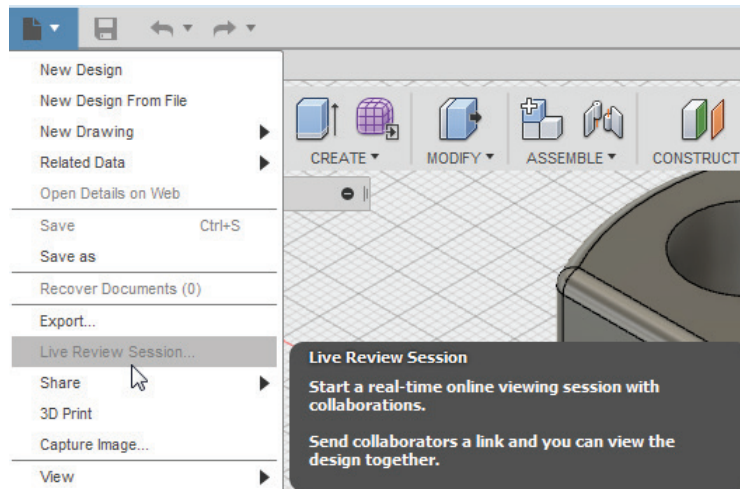 New Design
New Design From File
New Drawing
Related Data
Open Details on Web
Save Ctrl+S
Save as
Recover Documents (0)
Export...
Live Review Session...
Share
3D Print
Capture Image...
View
CREATE MODIFY ASSEMBLE CONSTRUCT
Live Review Session
Start a real-time online viewing session with
collaborations.
Send collaborators a link and you can view the
design together.